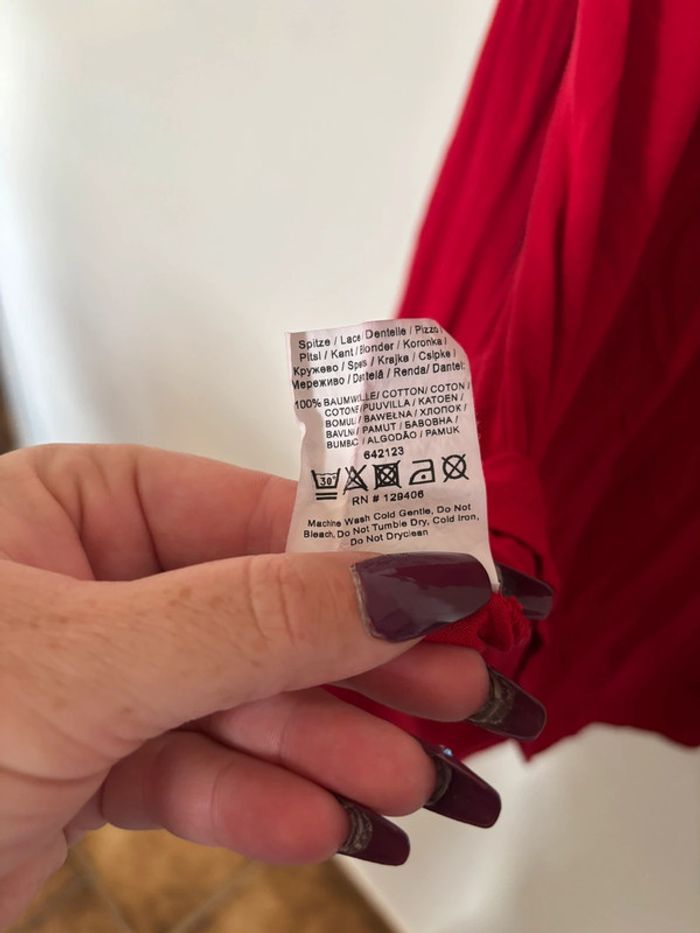 Spitze / Lace / Dentelle / Pizzo /
Pitsi / Kant / Blonder / Koronka /
Кружево / Spets / Krajka / Csipke /
Мереживо / Dantelă / Renda/ Dantel:
100% BAUMWOLLE/ COTTON/ COTON /
COTONE/PUUVILLA / KATOEN /
BOMULL/ BAWEŁNA / ХЛОПОК /
BAVLNA/ PAMUT / БАВОВНА /
BUMBAC / ALGODÃO / PAMUK
642123
30°
RN # 129406
Machine Wash Cold Gentle, Do Not
Bleach, Do Not Tumble Dry, Cold Iron,
Do Not Dryclean